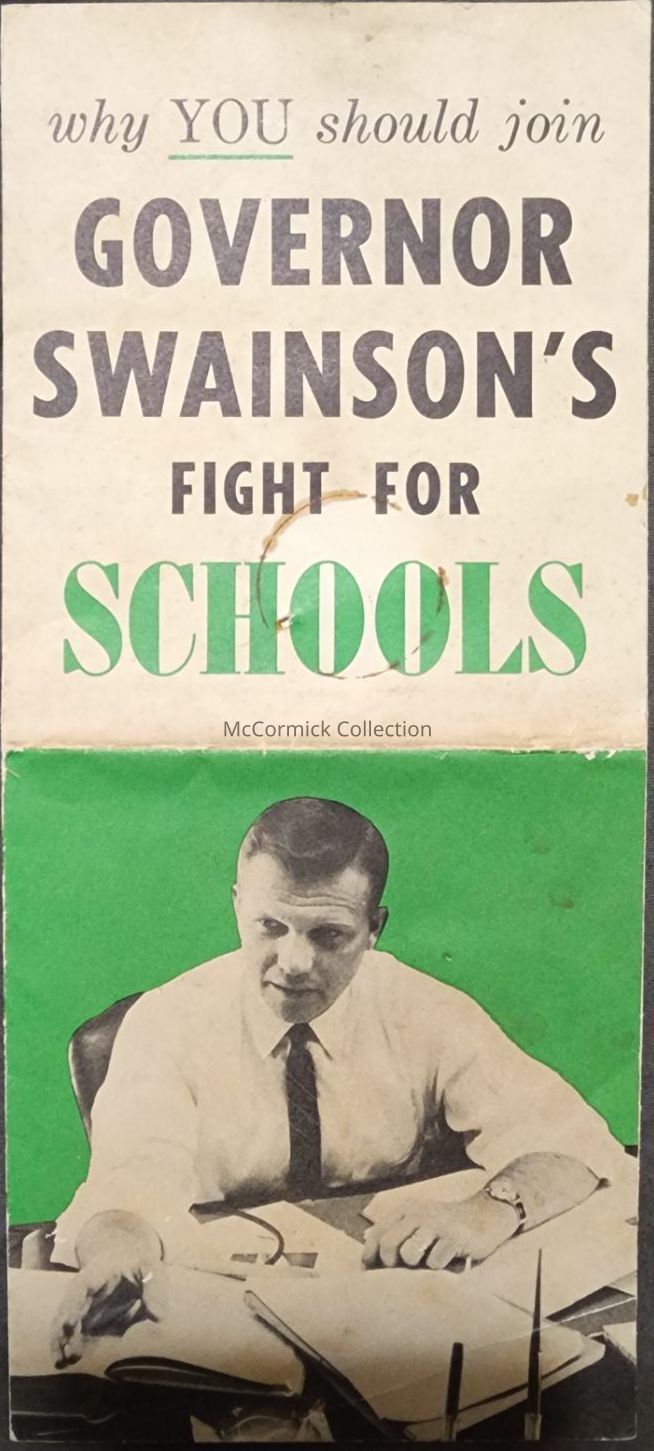 why YOU should join
GOVERNOR
SWAINSON'S
FIGHT FOR
SCHOOLS
McCormick Collection